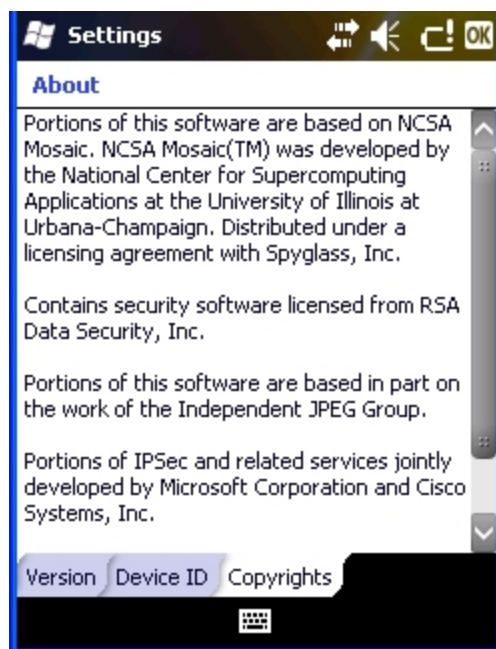 Settings
OK
About
Portions of this software are based on NCSA
Mosaic. NCSA Mosaic(TM) was developed by
the National Center for Supercomputing
Applications at the University of Illinois at
Urbana-Champaign. Distributed under a
licensing agreement with Spyglass, Inc.
Contains security software licensed from RSA
Data Security, Inc.
Portions of this software are based in part on
the work of the Independent JPEG Group.
Portions of IPSec and related services jointly
developed by Microsoft Corporation and Cisco
Systems, Inc.
Version Device ID Copyrights